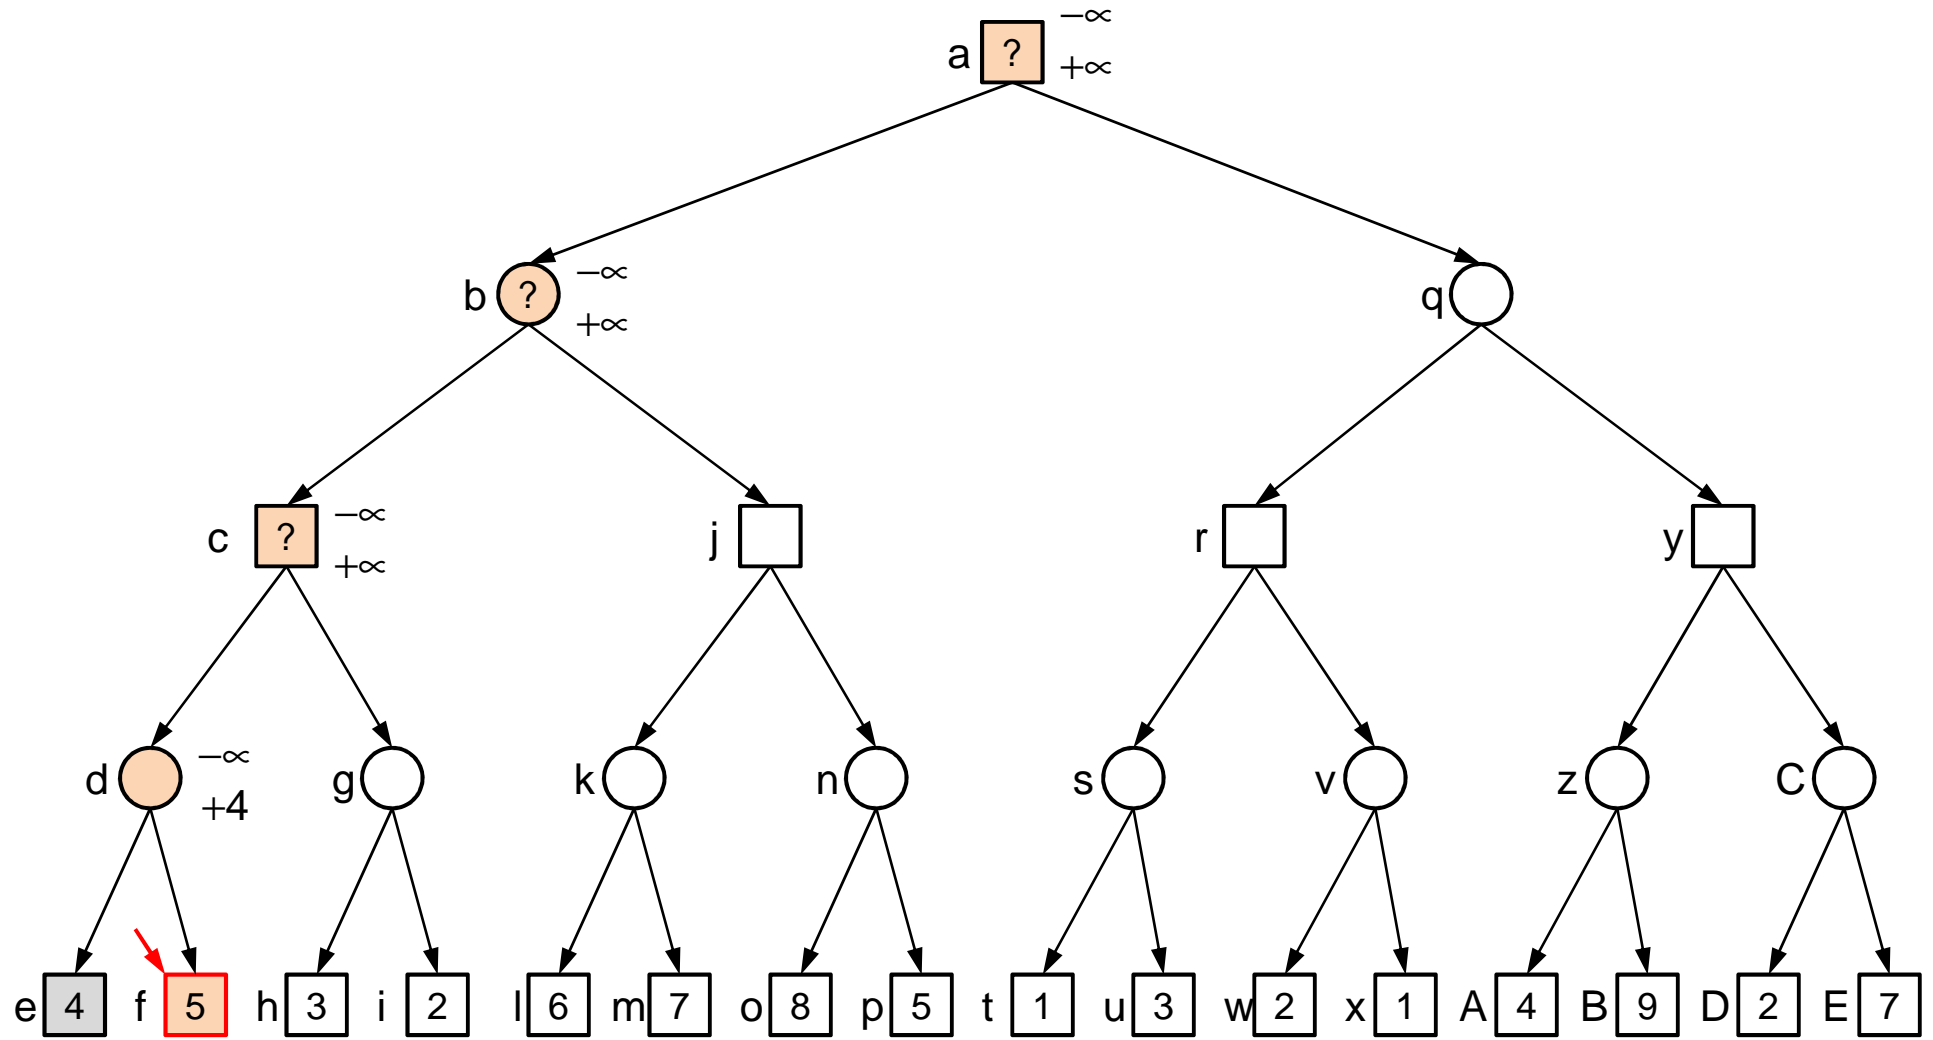 −∞
a ?
+∞
−∞
b ?
+∞
q
−∞
c ?
+∞
j
r
y
−∞
d
+4
g
k
n
s
v
z
C
e 4
f 5
h 3
i 2
l 6
m 7
o 8
p 5
t 1
u 3
w 2
x 1
A 4
B 9
D 2
E 7